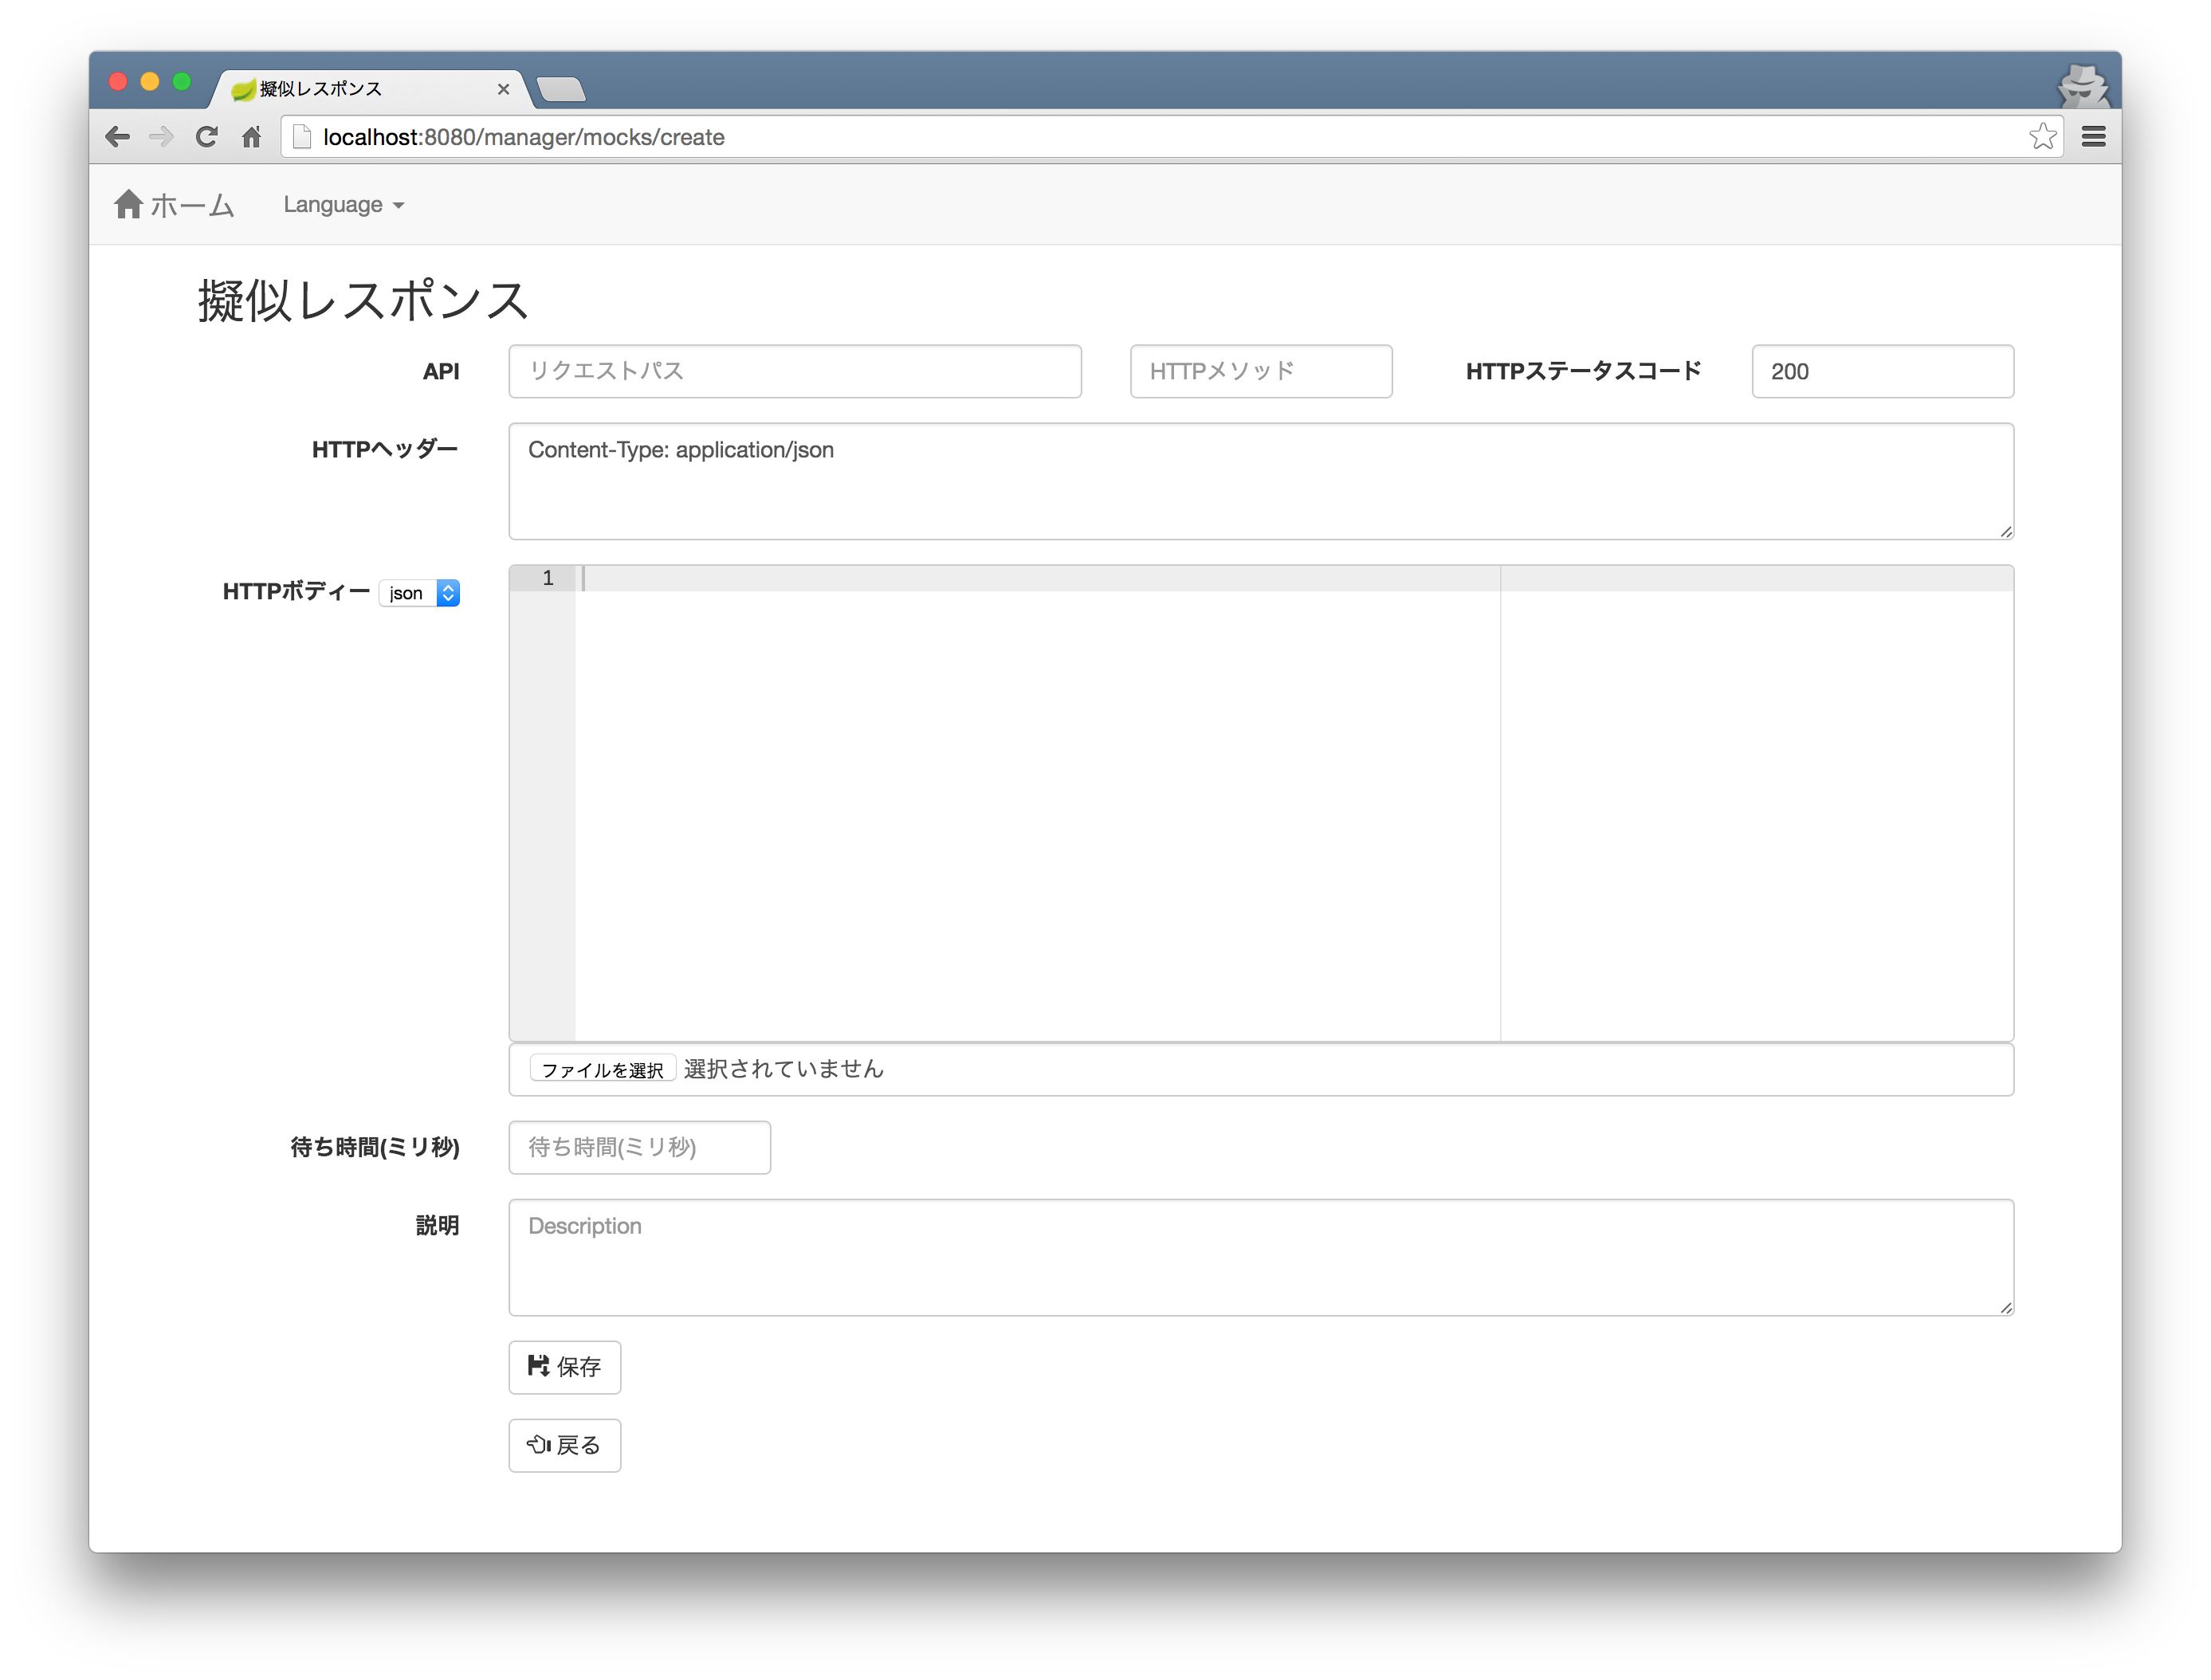 擬似レスポンス
localhost:8080/manager/mocks/create
ホーム Language
擬似レスポンス
API リクエストパス HTTPメソッド HTTPステータスコード 200
HTTPヘッダー Content-Type: application/json
HTTPボディー json 1
ファイルを選択 選択されていません
待ち時間(ミリ秒) 待ち時間(ミリ秒)
説明 Description
保存
戻る